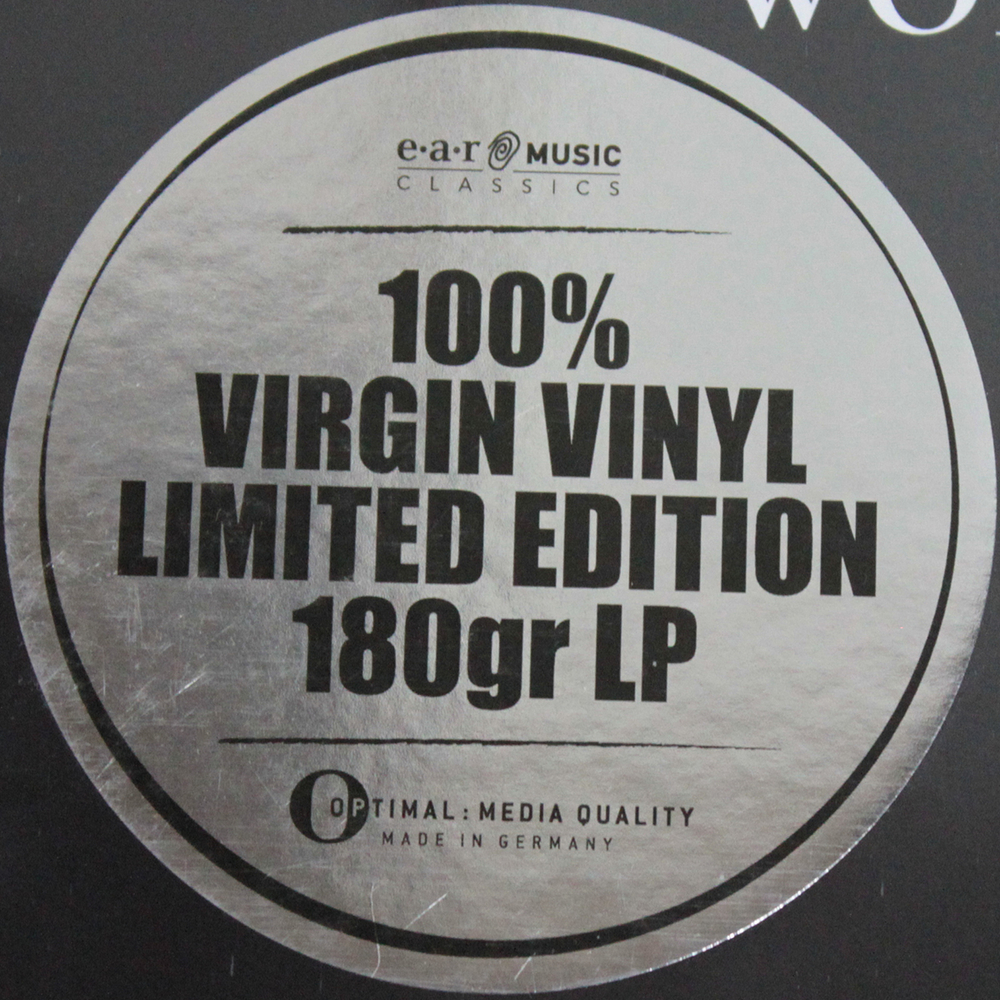 e·a·r MUSIC
CLASSICS
100%
VIRGIN VINYL
LIMITED EDITION
180gr LP
OPTIMAL: MEDIA QUALITY
MADE IN GERMANY